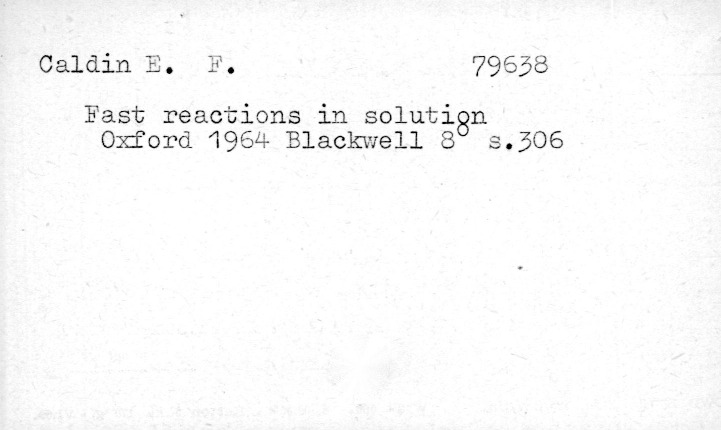 Caldin E. F. 79638
Fast reactions in solution
Oxford 1964 Blackwell 8° s.306